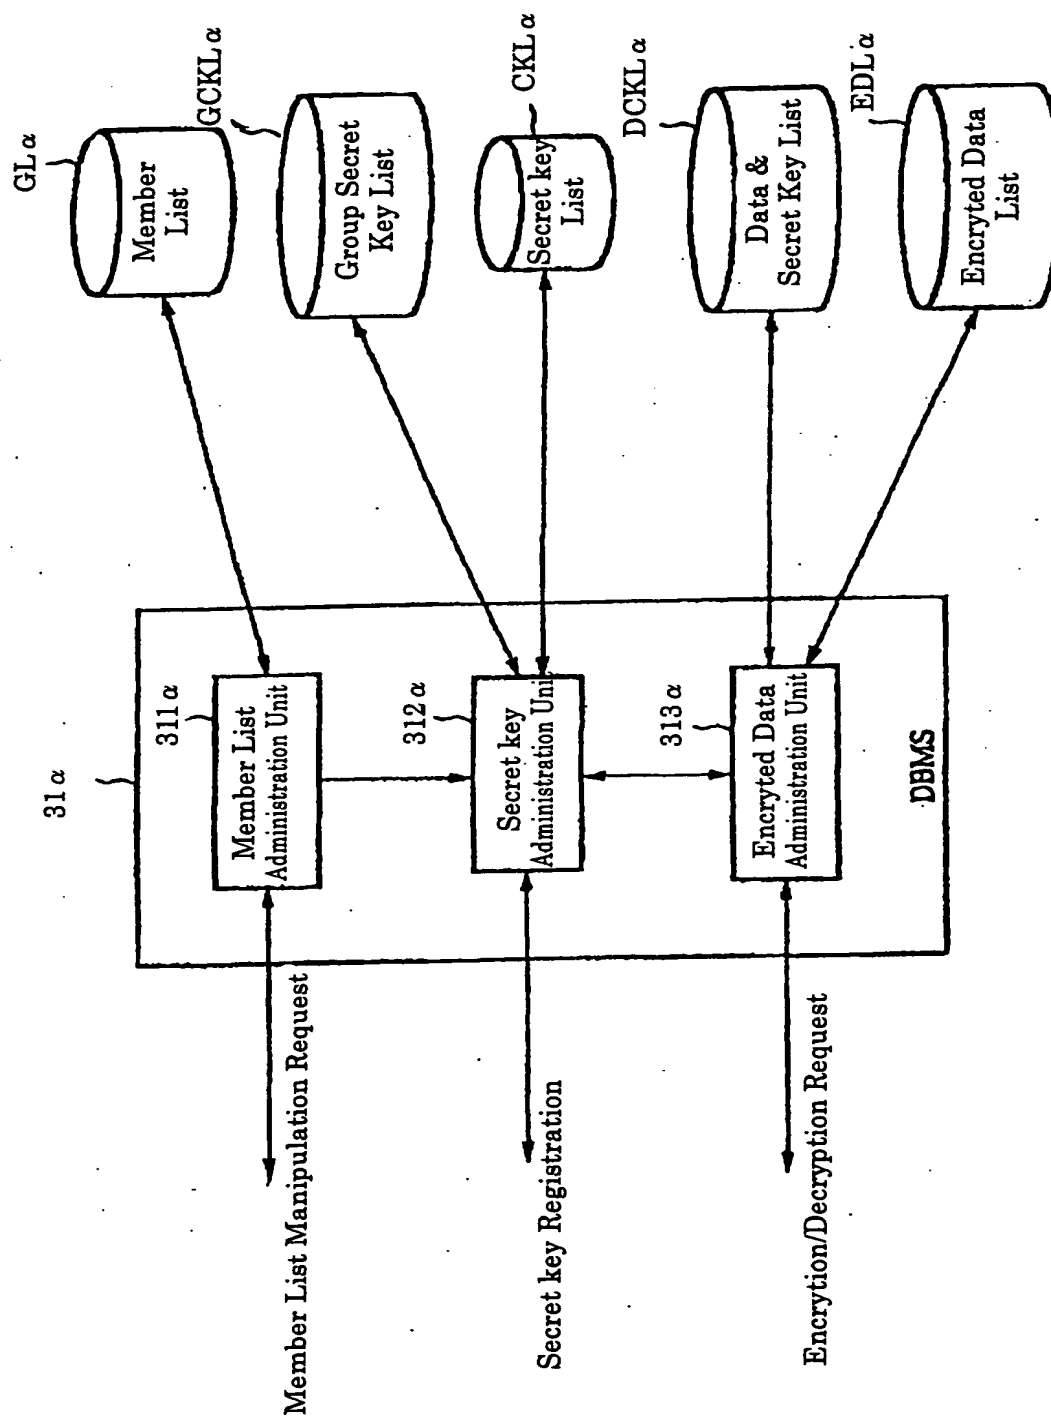 31α
Member List Manipulation Request
311α
Member List
Administration Unit
GLα
Member
List
GCKLα
Group Secret
Key List
Secret key Registration
312α
Secret key
Administration Unit
CKLα
Secret key
List
Encrytion/Decryption Request
313α
Encryted Data
Administration Unit
DCKLα
Data &
Secret Key List
EDLα
Encryted Data
List
DBMS